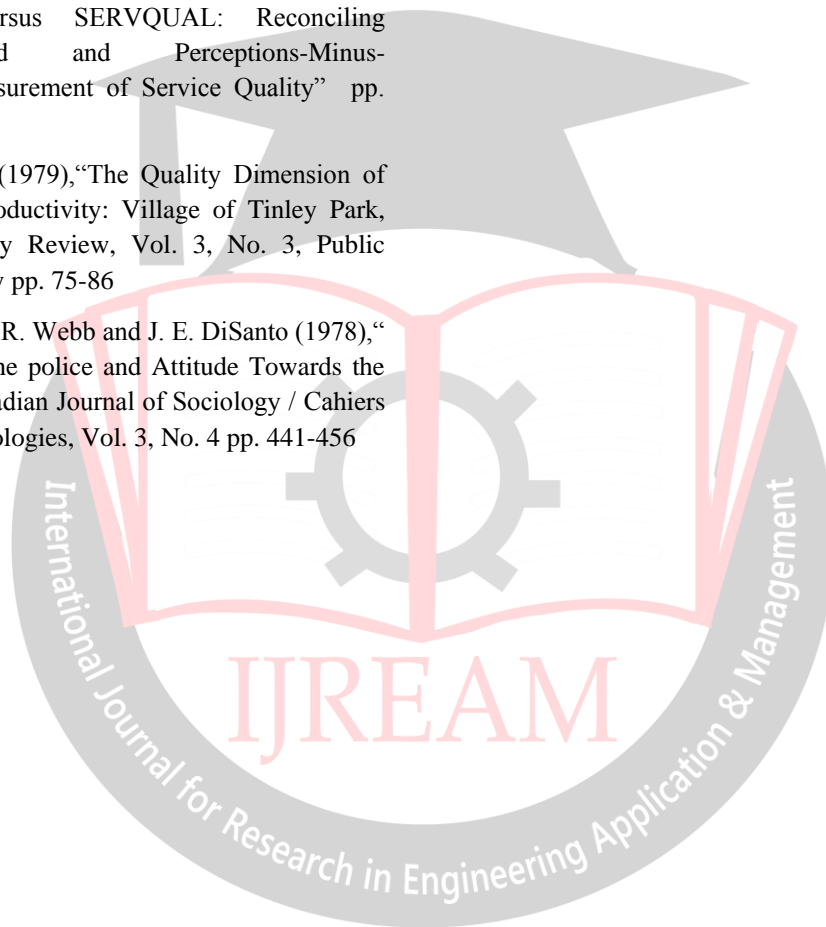 rsus SERVQUAL: Reconciling
d and Perceptions-Minus-
surement of Service Quality” pp.
(1979),“The Quality Dimension of
oductivity: Village of Tinley Park,
y Review, Vol. 3, No. 3, Public
y pp. 75-86
R. Webb and J. E. DiSanto (1978),“
ne police and Attitude Towards the
adian Journal of Sociology / Cahiers
ologies, Vol. 3, No. 4 pp. 441-456
IJREAM
International Journal for Research in Engineering Application & Management